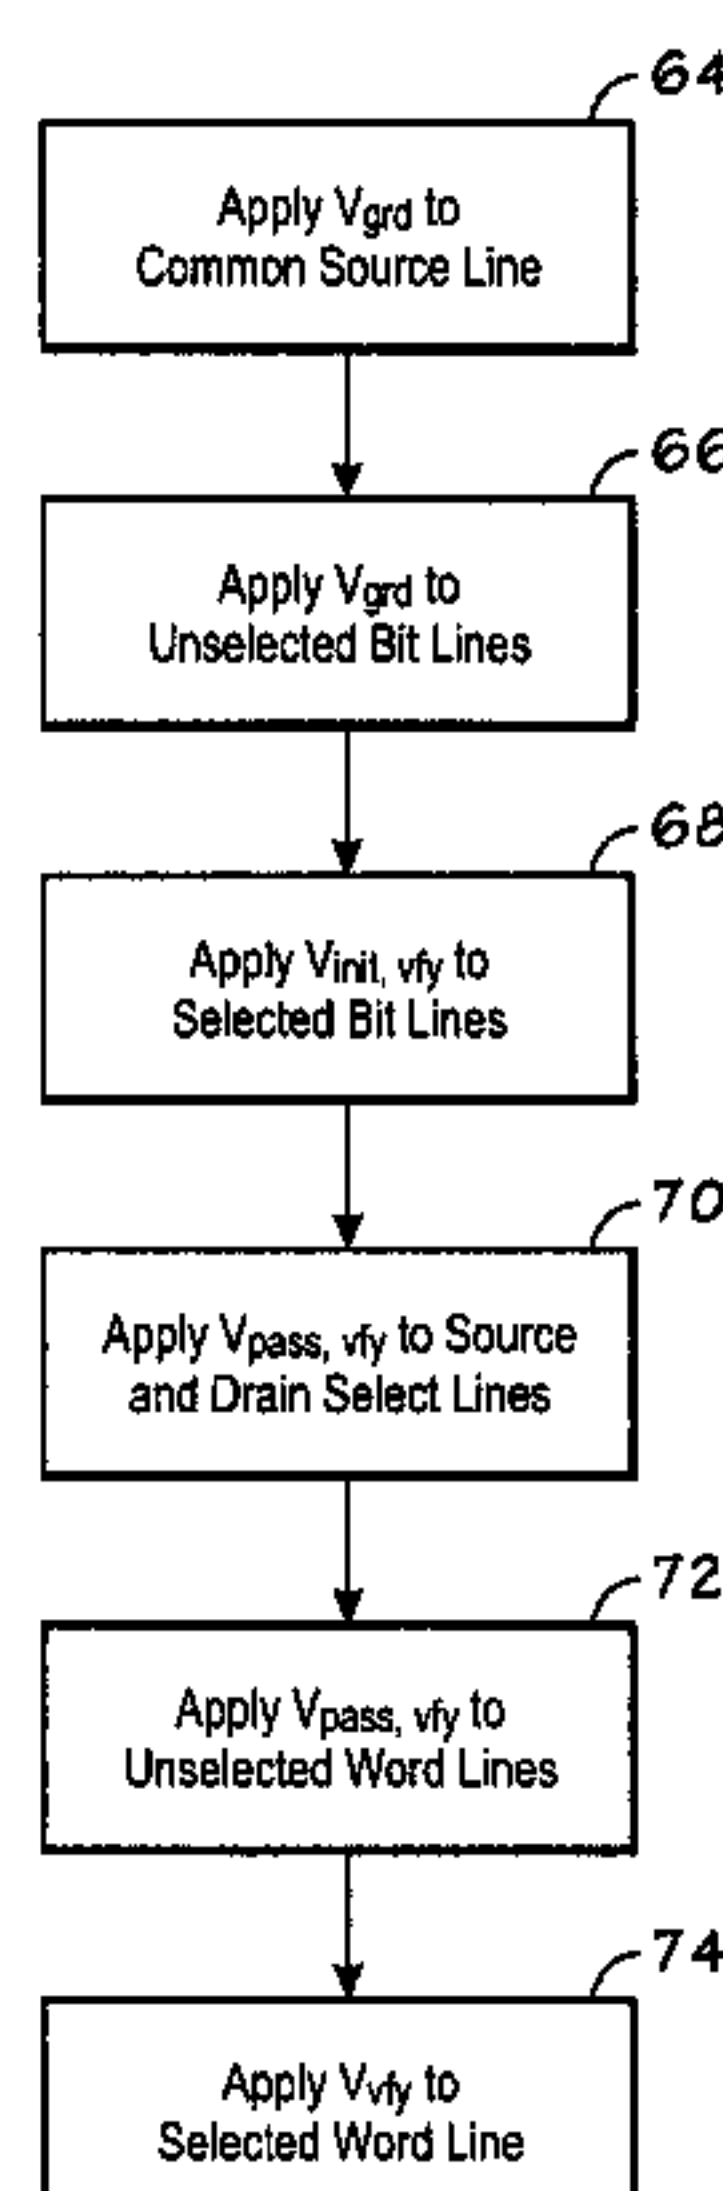 64
Apply Vgrd to
Common Source Line
66
Apply Vgrd to
Unselected Bit Lines
68
Apply Vinit, vfy to
Selected Bit Lines
70
Apply Vpass, vfy to Source
and Drain Select Lines
72
Apply Vpass, vfy to
Unselected Word Lines
74
Apply Vvfy to
Selected Word Line